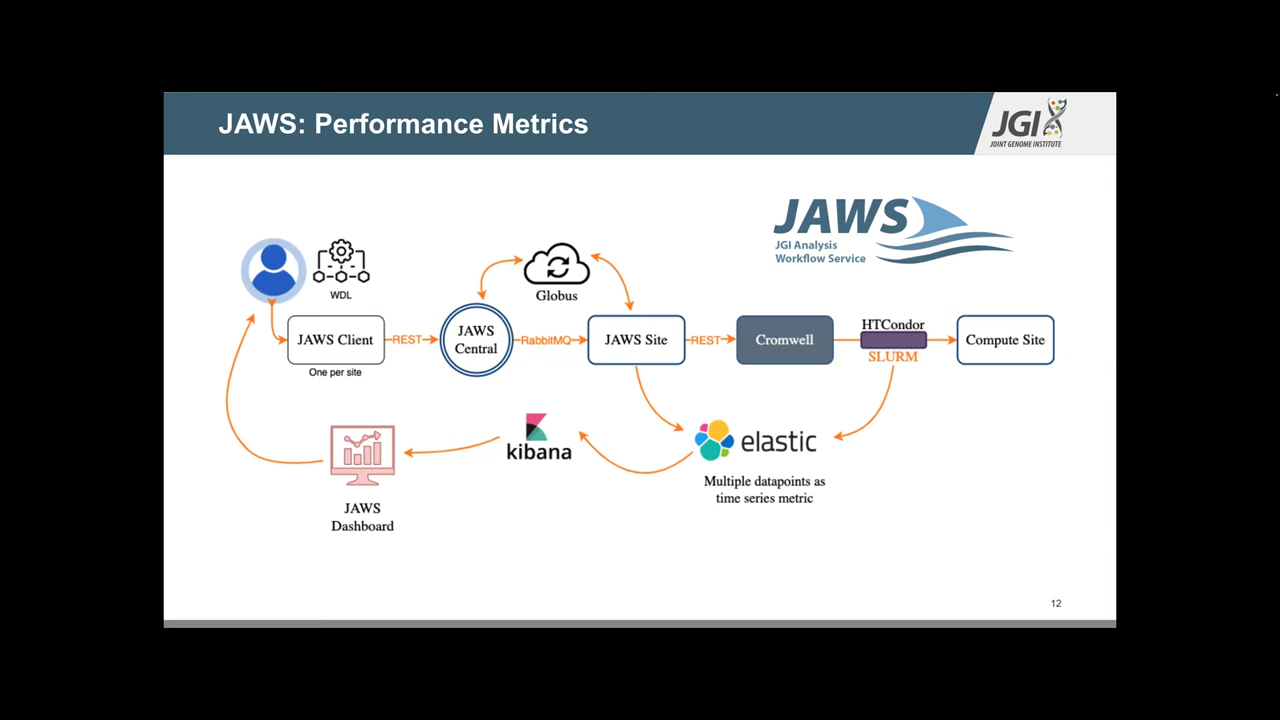 JAWS: Performance Metrics
JGI
JOINT GENOME INSTITUTE
JAWS
JGI Analysis
Workflow Service
WDL
Globus
JAWS Client
REST
JAWS
Central
RabbitMQ
JAWS Site
REST
Cromwell
HTCondor
SLURM
Compute Site
One per site
kibana
elastic
Multiple datapoints as
time series metric
JAWS
Dashboard
12